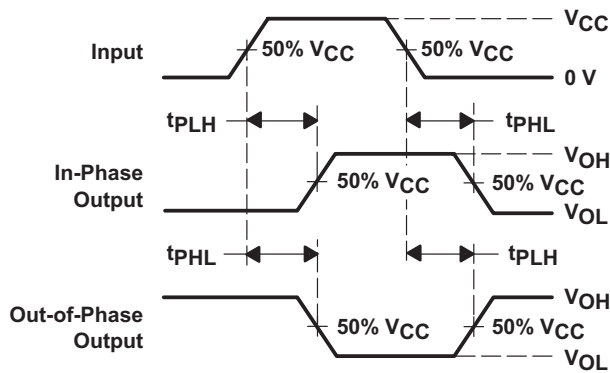 VCC
Input
50% VCC
50% VCC
0 V
tPLH
tPHL
VOH
In-Phase
Output
50% VCC
50% VCC
VOL
tPHL
tPLH
VOH
Out-of-Phase
Output
50% VCC
50% VCC
VOL